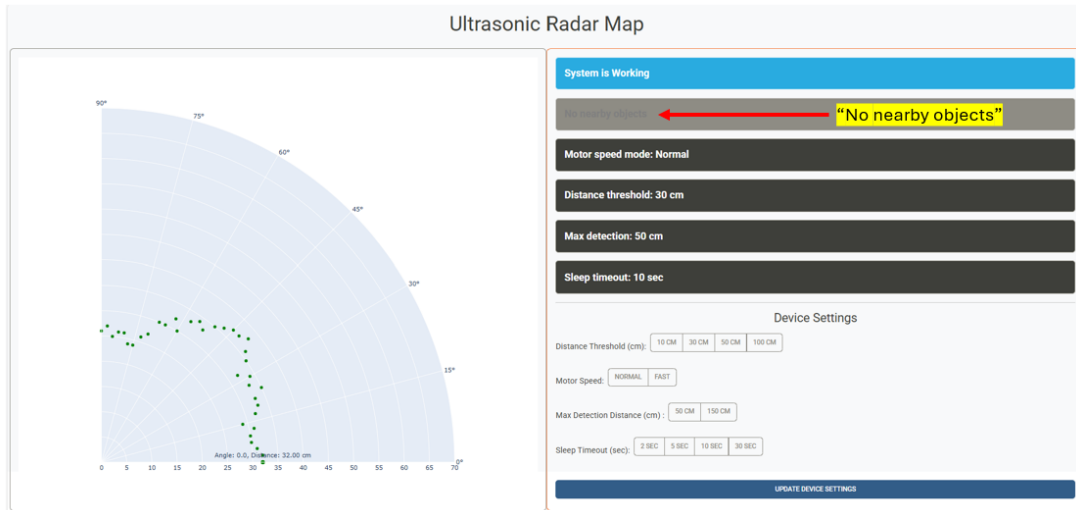 Ultrasonic Radar Map
90°
75°
60°
45°
30°
15°
0°
Angle: 0.0, Distance: 32.00 cm
0 5 10 15 20 25 30 35 40 45 50 55 60 65 70
System is Working
No nearby objects
“No nearby objects”
Motor speed mode: Normal
Distance threshold: 30 cm
Max detection: 50 cm
Sleep timeout: 10 sec
Device Settings
Distance Threshold (cm): 10 CM 30 CM 50 CM 100 CM
Motor Speed: NORMAL FAST
Max Detection Distance (cm) : 50 CM 150 CM
Sleep Timeout (sec): 2 SEC 5 SEC 10 SEC 30 SEC
UPDATE DEVICE SETTINGS